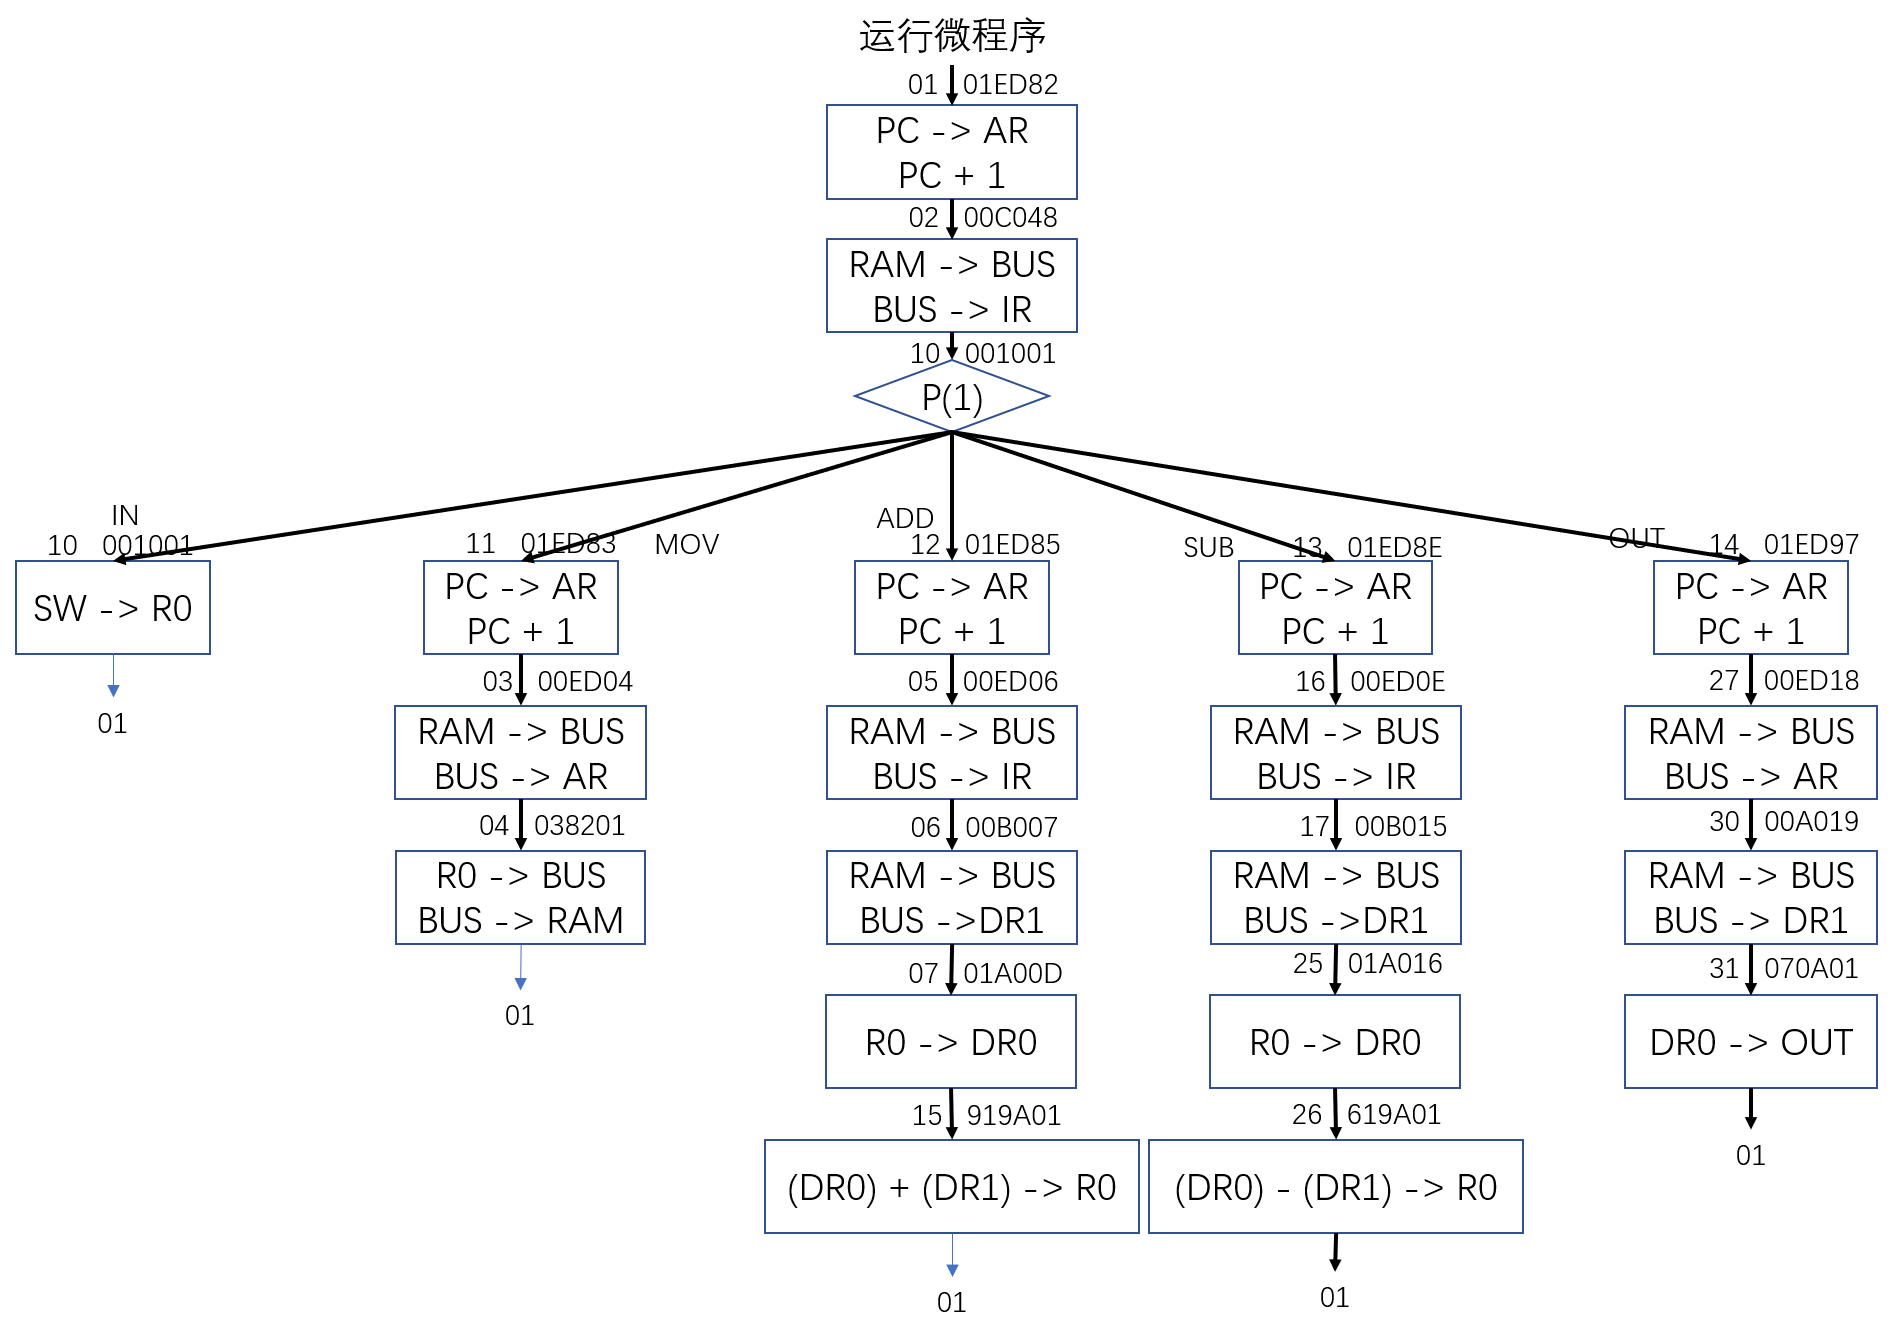 运行微程序
01 01ED82
PC -> AR
PC + 1
02 00C048
RAM -> BUS
BUS -> IR
10 001001
P(1)
IN
10 001001
11 01ED83 MOV
ADD
12 01ED85
SUB 13 01ED8E
OUT 14 01ED97
SW -> R0
01
PC -> AR
PC + 1
03 00ED04
RAM -> BUS
BUS -> AR
04 038201
R0 -> BUS
BUS -> RAM
01
PC -> AR
PC + 1
05 00ED06
RAM -> BUS
BUS -> IR
06 00B007
RAM -> BUS
BUS ->DR1
07 01A00D
R0 -> DR0
15 919A01
(DR0) + (DR1) -> R0
01
PC -> AR
PC + 1
16 00ED0E
RAM -> BUS
BUS -> IR
17 00B015
RAM -> BUS
BUS ->DR1
25 01A016
R0 -> DR0
26 619A01
(DR0) - (DR1) -> R0
01
PC -> AR
PC + 1
27 00ED18
RAM -> BUS
BUS -> AR
30 00A019
RAM -> BUS
BUS -> DR1
31 070A01
DR0 -> OUT
01